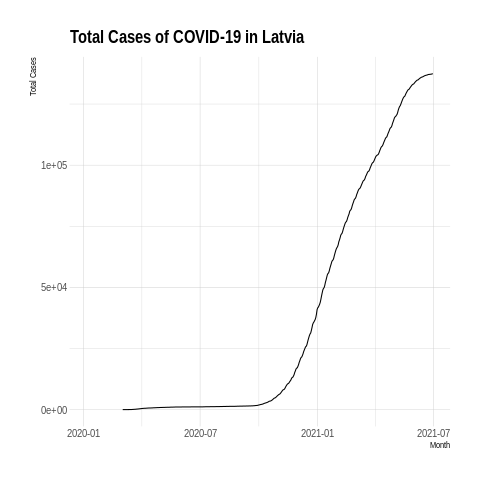 Total Cases of COVID-19 in Latvia
Total Cases
1e+05
5e+04
0e+00
2020-01 2020-07 2021-01 2021-07
Month